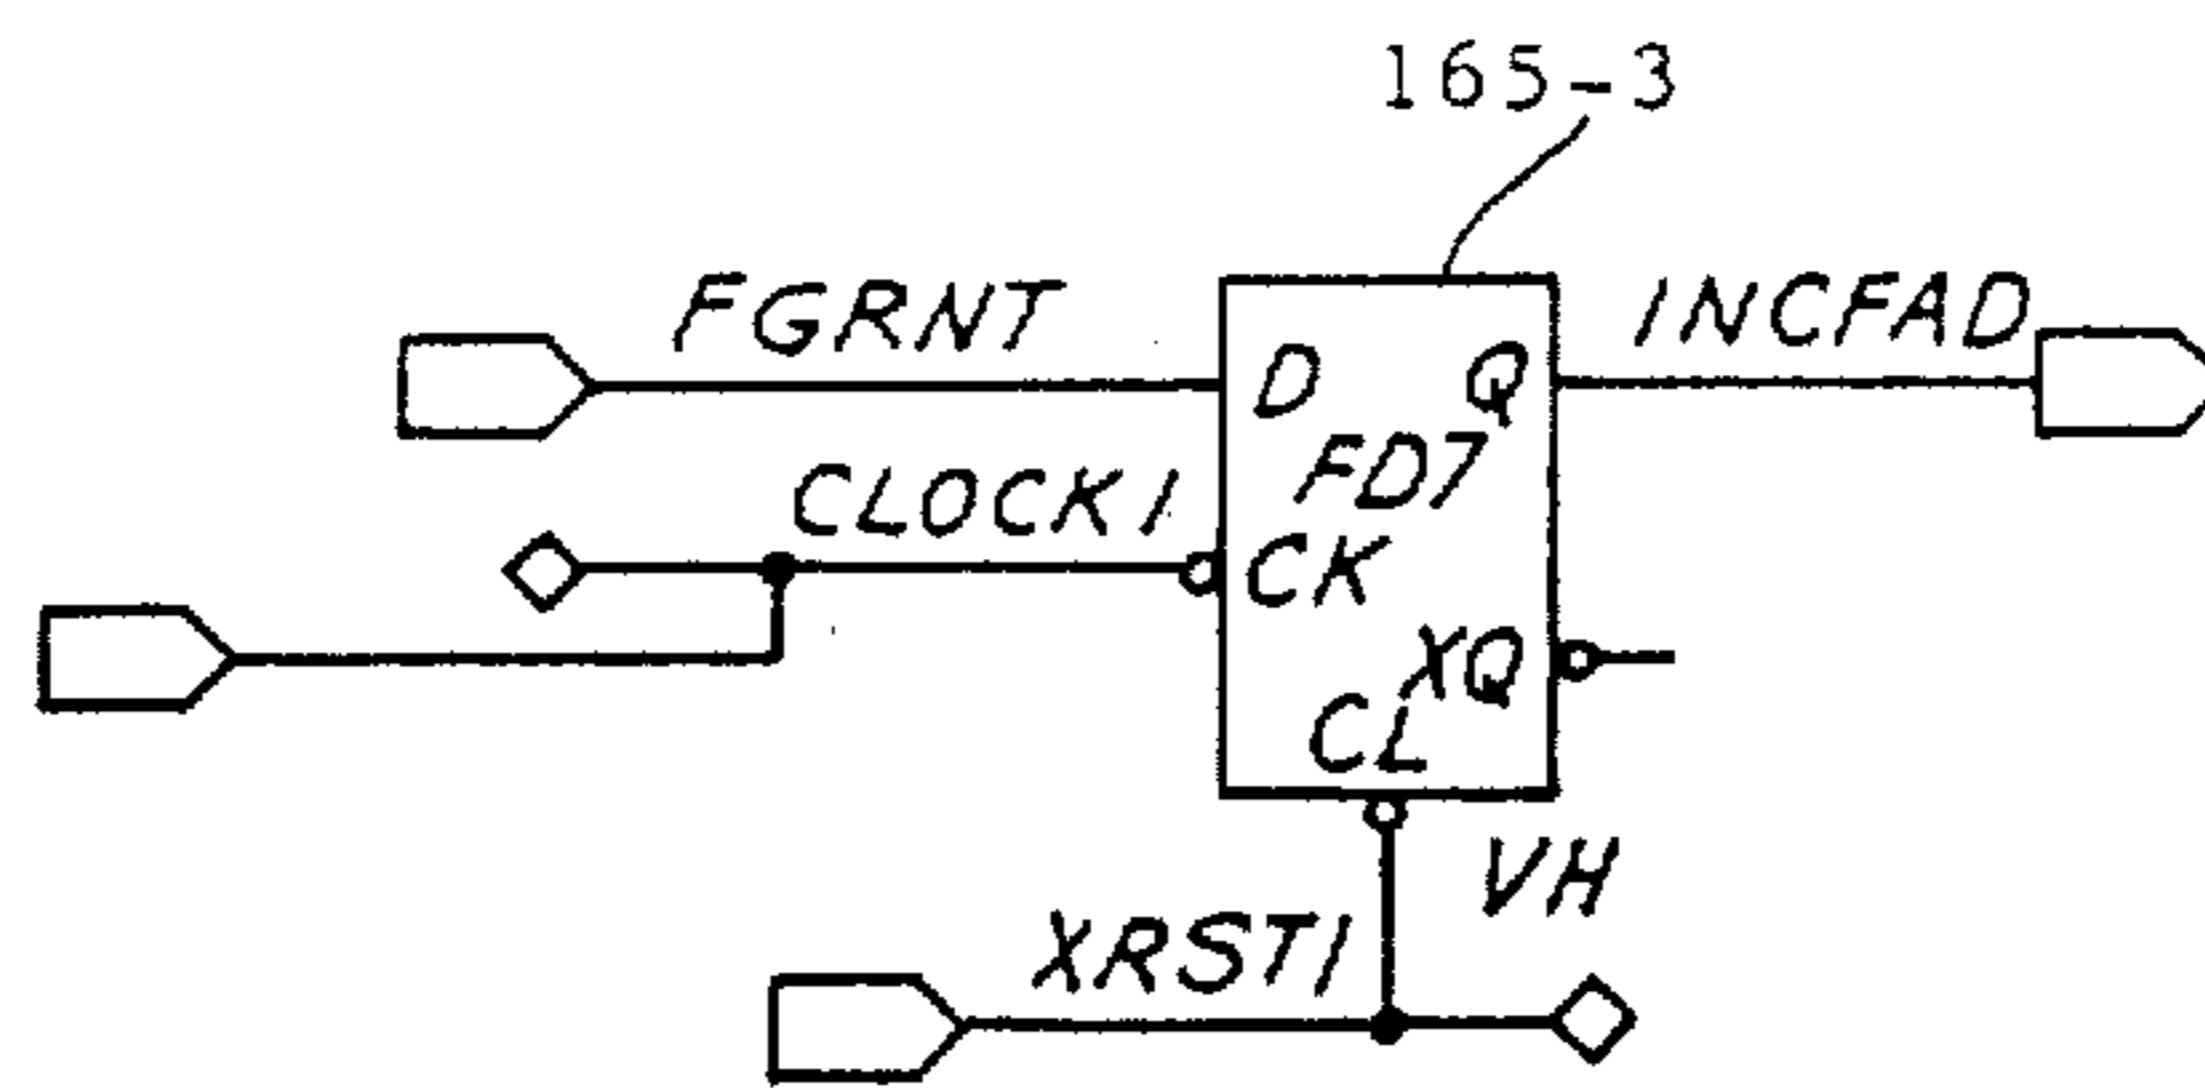 165-3
FGRNT
INCFAD
D Q
FD7
CLOCK1
CK
XQ
CL
VH
XRST1